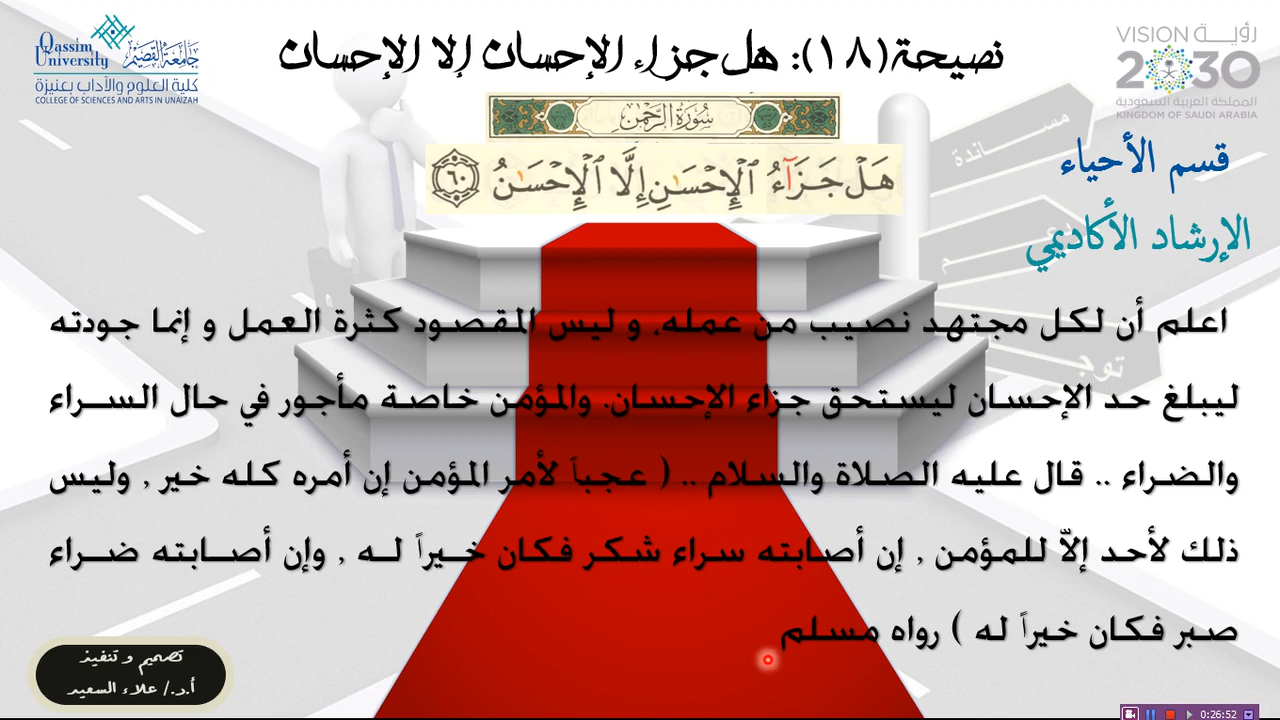 Qassim
University
جامعة القصيم
كلية العلوم والآداب بعنيزة
COLLEGE OF SCIENCES AND ARTS IN UNAIZAH
نصيحة(١٨): هل جزاء الإحسان إلا الإحسان
VISION رؤيــة
2030
المملكة العربية السعودية
KINGDOM OF SAUDI ARABIA
سُورَةُ الرَّحْمٰن
هَلْ جَزَآءُ ٱلْإِحْسَٰنِ إِلَّا ٱلْإِحْسَٰنُ ٦٠
مساندة
قسم الأحياء
الإرشاد الأكاديمي
اعلم أن لكل مجتهد نصيب من عمله، و ليس المقصود كثرة العمل و إنما جودته
ليبلغ حد الإحسان ليستحق جزاء الإحسان. والمؤمن خاصة مأجور في حال السراء
والضراء .. قال عليه الصلاة والسلام .. ( عجباً لأمر المؤمن إن أمره كله خير , وليس
ذلك لأحد إلاّ للمؤمن , إن أصابته سراء شكر فكان خيراً له , وإن أصابته ضراء
صبر فكان خيراً له ) رواه مسلم
تصميم و تنفيذ
أ.د./ علاء السعيد
0:26:52